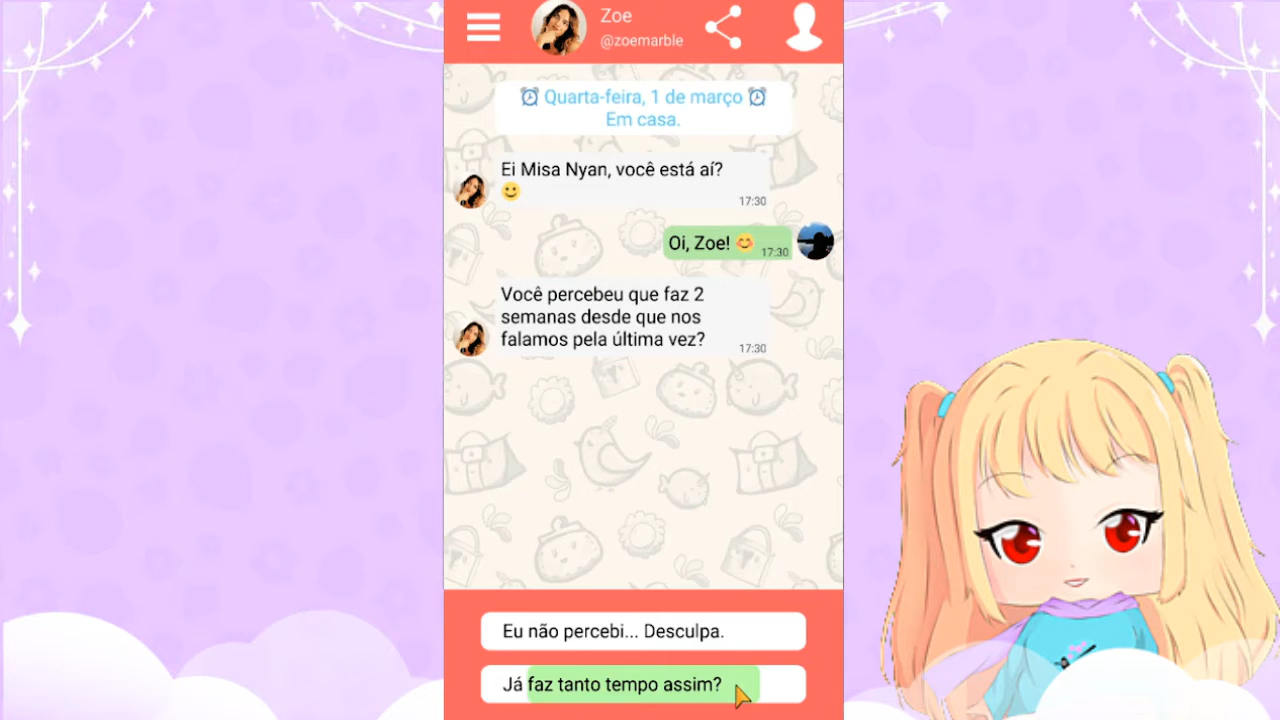 Zoe
@zoemarble
⏰ Quarta-feira, 1 de março ⏰
Em casa.
Ei Misa Nyan, você está aí?
🙂
17:30
Oi, Zoe! 😊
17:30
Você percebeu que faz 2
semanas desde que nos
falamos pela última vez?
17:30
Eu não percebi... Desculpa.
Já faz tanto tempo assim?